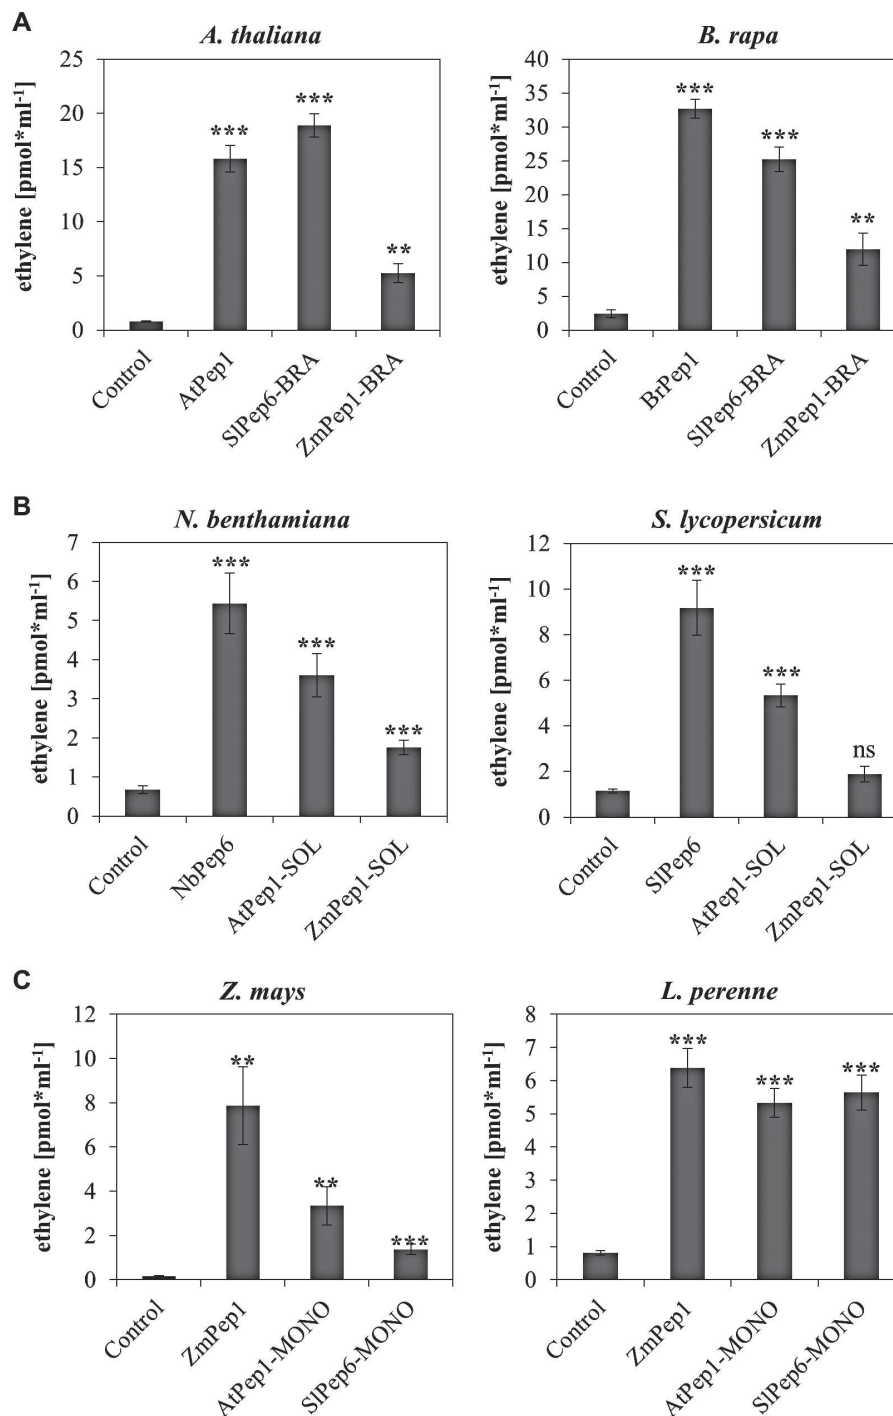 A
A. thaliana
ethylene [pmol*ml-1]
25
20
15
10
5
0
***
***
**
Control
AtPep1
SlPep6-BRA
ZmPep1-BRA
B. rapa
ethylene [pmol*ml-1]
40
35
30
25
20
15
10
5
0
***
***
**
Control
BrPep1
SlPep6-BRA
ZmPep1-BRA
B
N. benthamiana
ethylene [pmol*ml-1]
7
6
5
4
3
2
1
0
***
***
***
Control
NbPep6
AtPep1-SOL
ZmPep1-SOL
S. lycopersicum
ethylene [pmol*ml-1]
12
10
8
6
4
2
0
***
***
ns
Control
SlPep6
AtPep1-SOL
ZmPep1-SOL
C
Z. mays
ethylene [pmol*ml-1]
12
10
8
6
4
2
0
**
**
***
Control
ZmPep1
AtPep1-MONO
SlPep6-MONO
L. perenne
ethylene [pmol*ml-1]
8
7
6
5
4
3
2
1
0
***
***
***
Control
ZmPep1
AtPep1-MONO
SlPep6-MONO